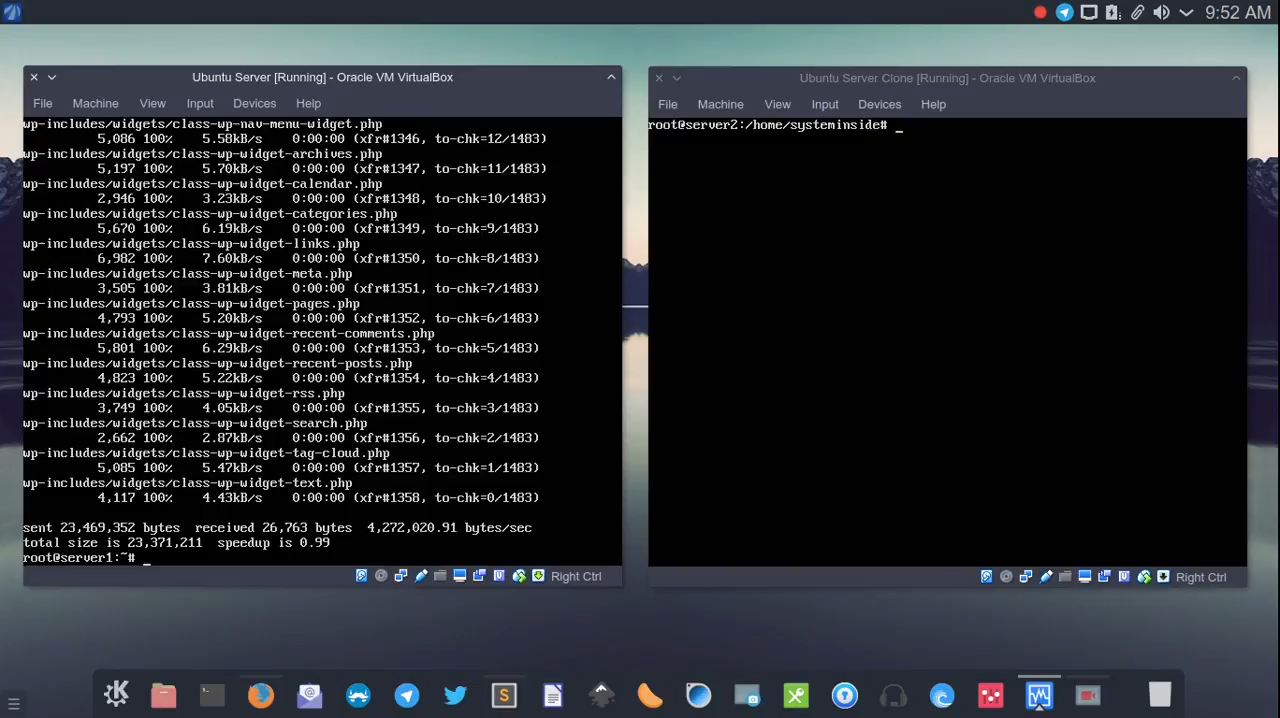 9:52 AM
Ubuntu Server [Running] - Oracle VM VirtualBox
File Machine View Input Devices Help
wp-includes/widgets/class-wp-nav-menu-widget.php
5,086 100% 5.58kB/s 0:00:00 (xfr#1346, to-chk=12/1483)
wp-includes/widgets/class-wp-widget-archives.php
5,197 100% 5.70kB/s 0:00:00 (xfr#1347, to-chk=11/1483)
wp-includes/widgets/class-wp-widget-calendar.php
2,946 100% 3.23kB/s 0:00:00 (xfr#1348, to-chk=10/1483)
wp-includes/widgets/class-wp-widget-categories.php
5,670 100% 6.19kB/s 0:00:00 (xfr#1349, to-chk=9/1483)
wp-includes/widgets/class-wp-widget-links.php
6,982 100% 7.60kB/s 0:00:00 (xfr#1350, to-chk=8/1483)
wp-includes/widgets/class-wp-widget-meta.php
3,505 100% 3.81kB/s 0:00:00 (xfr#1351, to-chk=7/1483)
wp-includes/widgets/class-wp-widget-pages.php
4,793 100% 5.20kB/s 0:00:00 (xfr#1352, to-chk=6/1483)
wp-includes/widgets/class-wp-widget-recent-comments.php
5,801 100% 6.29kB/s 0:00:00 (xfr#1353, to-chk=5/1483)
wp-includes/widgets/class-wp-widget-recent-posts.php
4,823 100% 5.22kB/s 0:00:00 (xfr#1354, to-chk=4/1483)
wp-includes/widgets/class-wp-widget-rss.php
3,749 100% 4.05kB/s 0:00:00 (xfr#1355, to-chk=3/1483)
wp-includes/widgets/class-wp-widget-search.php
2,662 100% 2.87kB/s 0:00:00 (xfr#1356, to-chk=2/1483)
wp-includes/widgets/class-wp-widget-tag-cloud.php
5,085 100% 5.47kB/s 0:00:00 (xfr#1357, to-chk=1/1483)
wp-includes/widgets/class-wp-widget-text.php
4,117 100% 4.43kB/s 0:00:00 (xfr#1358, to-chk=0/1483)
sent 23,469,352 bytes received 26,763 bytes 4,272,020.91 bytes/sec
total size is 23,371,211 speedup is 0.99
root@server1:~# _
Right Ctrl
Ubuntu Server Clone [Running] - Oracle VM VirtualBox
File Machine View Input Devices Help
root@server2:/home/systeminside# _
Right Ctrl